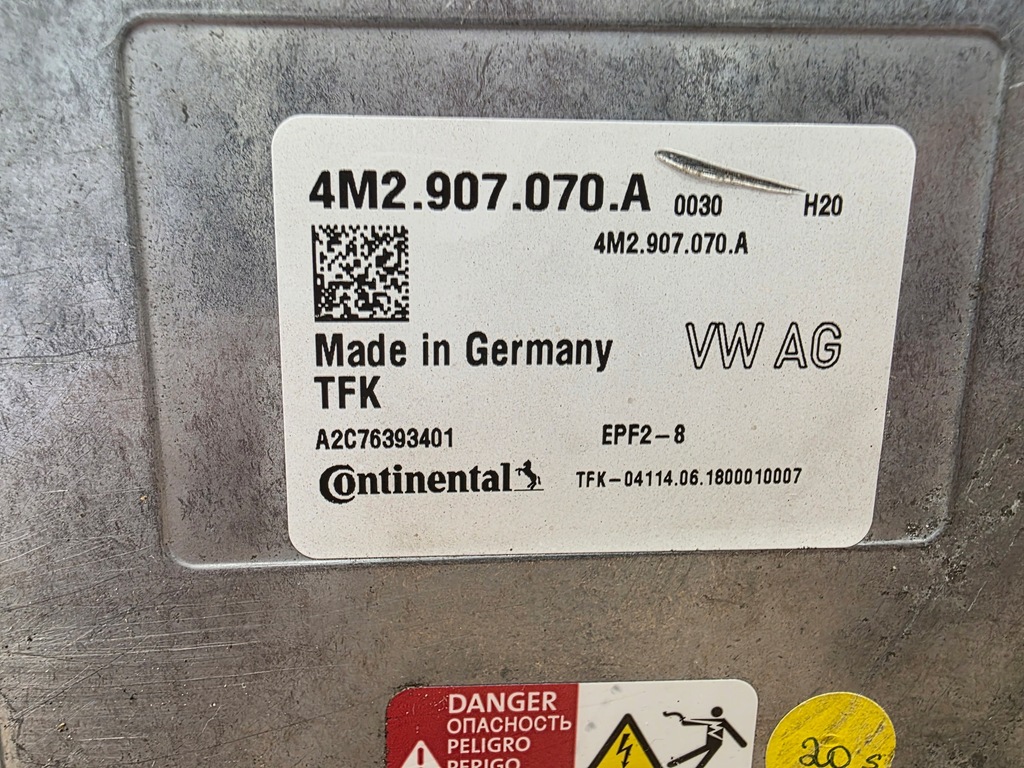 4M2.907.070.A 0030 H20
4M2.907.070.A
Made in Germany
VW AG
TFK
A2C76393401 EPF2-8
Continental TFK-04114.06.1800010007
DANGER
ОПАСНОСТЬ
PELIGRO
PERIGO
20